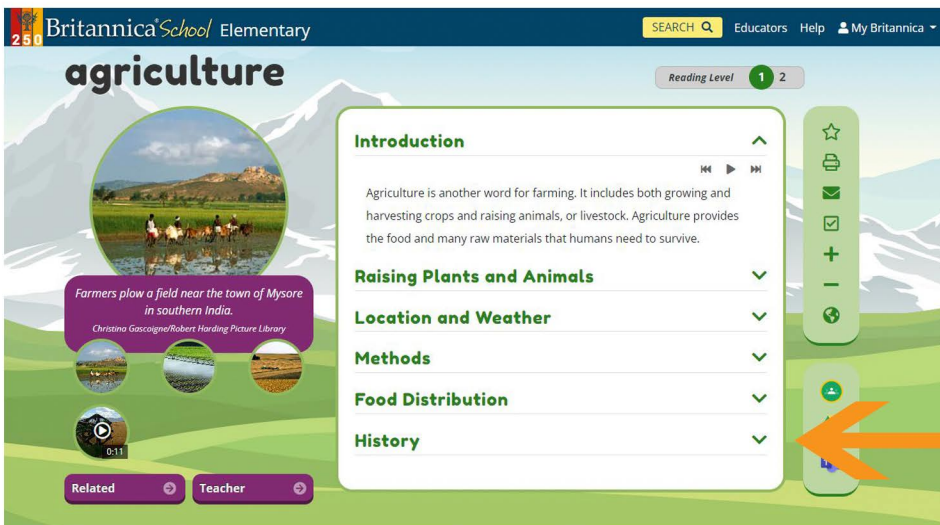 250
Britannica School Elementary
SEARCH
Educators
Help
My Britannica
agriculture
Reading Level 1 2
Introduction
Agriculture is another word for farming. It includes both growing and
harvesting crops and raising animals, or livestock. Agriculture provides
the food and many raw materials that humans need to survive.
Raising Plants and Animals
Location and Weather
Methods
Food Distribution
History
Farmers plow a field near the town of Mysore
in southern India.
Christina Gascoigne/Robert Harding Picture Library
0:11
Related
Teacher